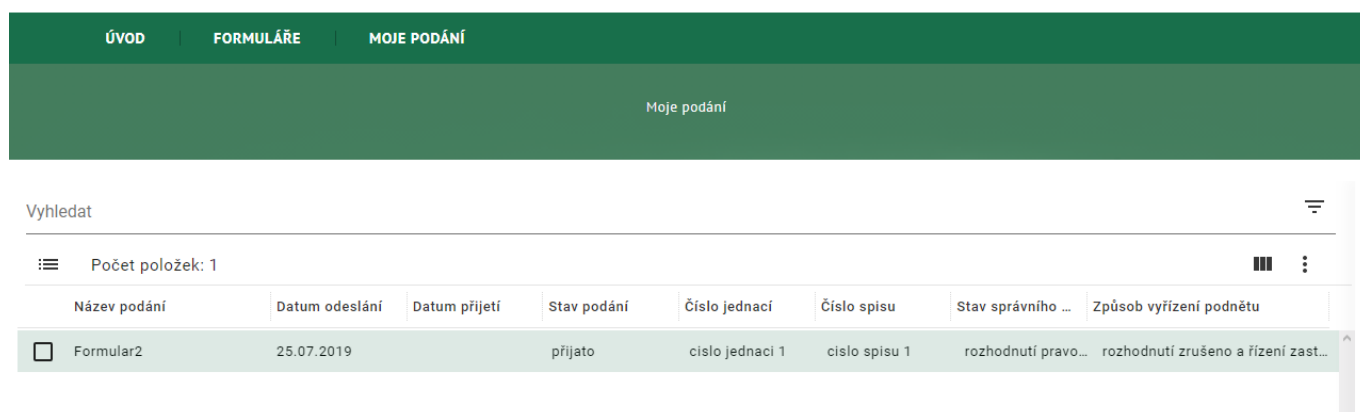 ÚVOD FORMULÁŘE MOJE PODÁNÍ
Moje podání
Vyhledat
Počet položek: 1
Název podání Datum odeslání Datum přijetí Stav podání Číslo jednací Číslo spisu Stav správního ... Způsob vyřízení podnětu
Formular2 25.07.2019 přijato cislo jednaci 1 cislo spisu 1 rozhodnutí pravo... rozhodnutí zrušeno a řízení zast...